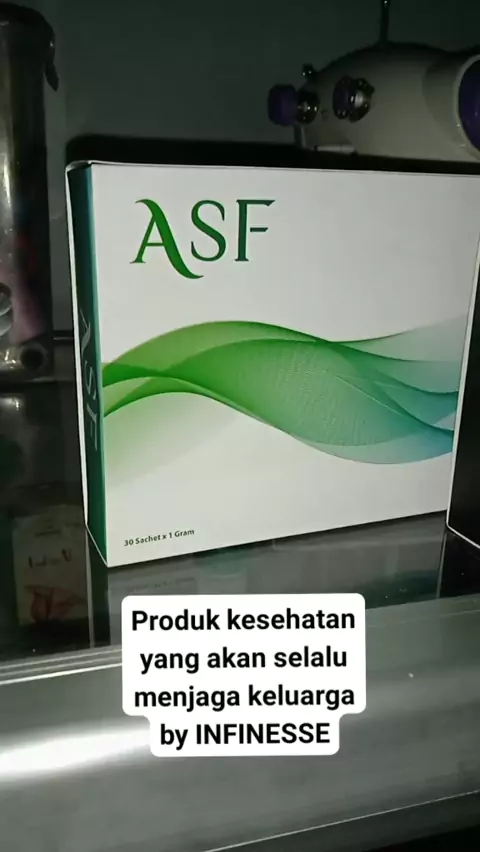 ASF
ASF
30 Sachet x 1 Gram
Produk kesehatan
yang akan selalu
menjaga keluarga
by INFINESSE